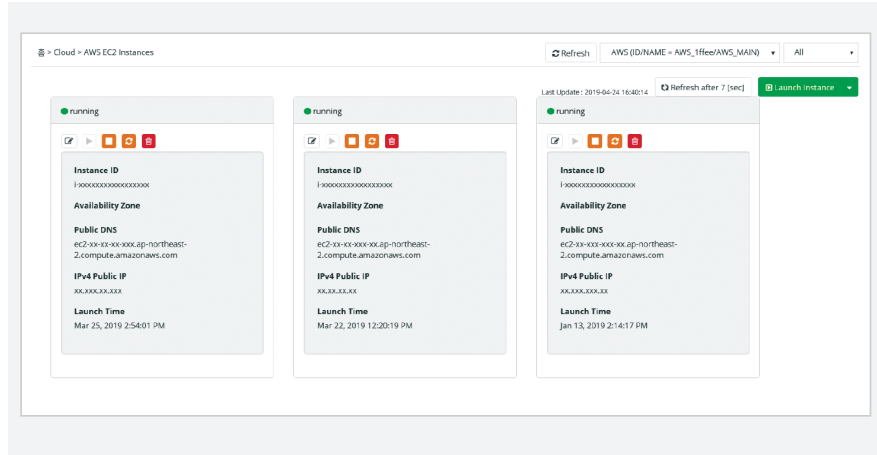 홈 > Cloud > AWS EC2 Instances
Refresh
AWS (ID/NAME = AWS_1ffee/AWS_MAIN)
All
Last Update : 2019-04-24 16:40:14
Refresh after 7 [sec]
Launch Instance
running
Instance ID
i-xxxxxxxxxxxxxxxxx
Availability Zone
Public DNS
ec2-xx-xx-xx-xxx.ap-northeast-
2.compute.amazonaws.com
IPv4 Public IP
xx.xxx.xx.xxx
Launch Time
Mar 25, 2019 2:54:01 PM
running
Instance ID
i-xxxxxxxxxxxxxxxxx
Availability Zone
Public DNS
ec2-xx-xx-xxx-xx.ap-northeast-
2.compute.amazonaws.com
IPv4 Public IP
xx.xx.xx.xx
Launch Time
Mar 22, 2019 12:20:19 PM
running
Instance ID
i-xxxxxxxxxxxxxxxxx
Availability Zone
Public DNS
ec2-xx-xxx-xxx-xx.ap-northeast-
2.compute.amazonaws.com
IPv4 Public IP
xx.xxx.xxx.xx
Launch Time
Jan 13, 2019 2:14:17 PM